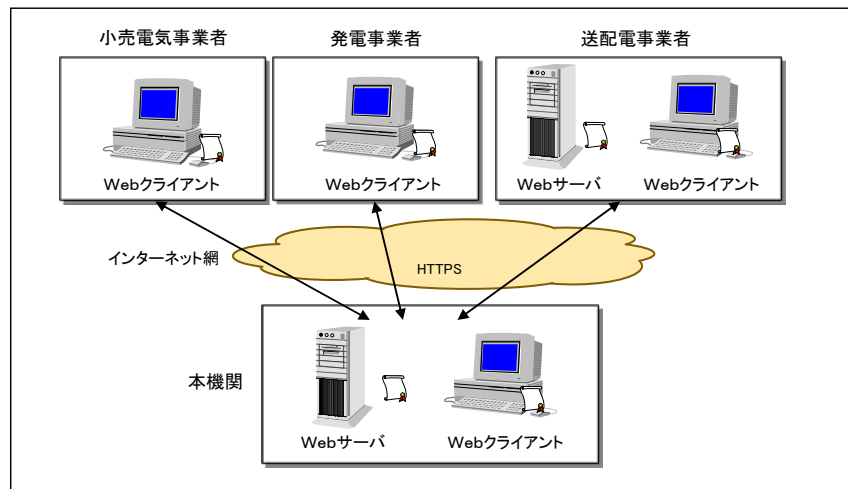 小売電気事業者
発電事業者
送配電事業者
Webクライアント
Webクライアント
Webサーバ
Webクライアント
インターネット網
HTTPS
本機関
Webサーバ
Webクライアント